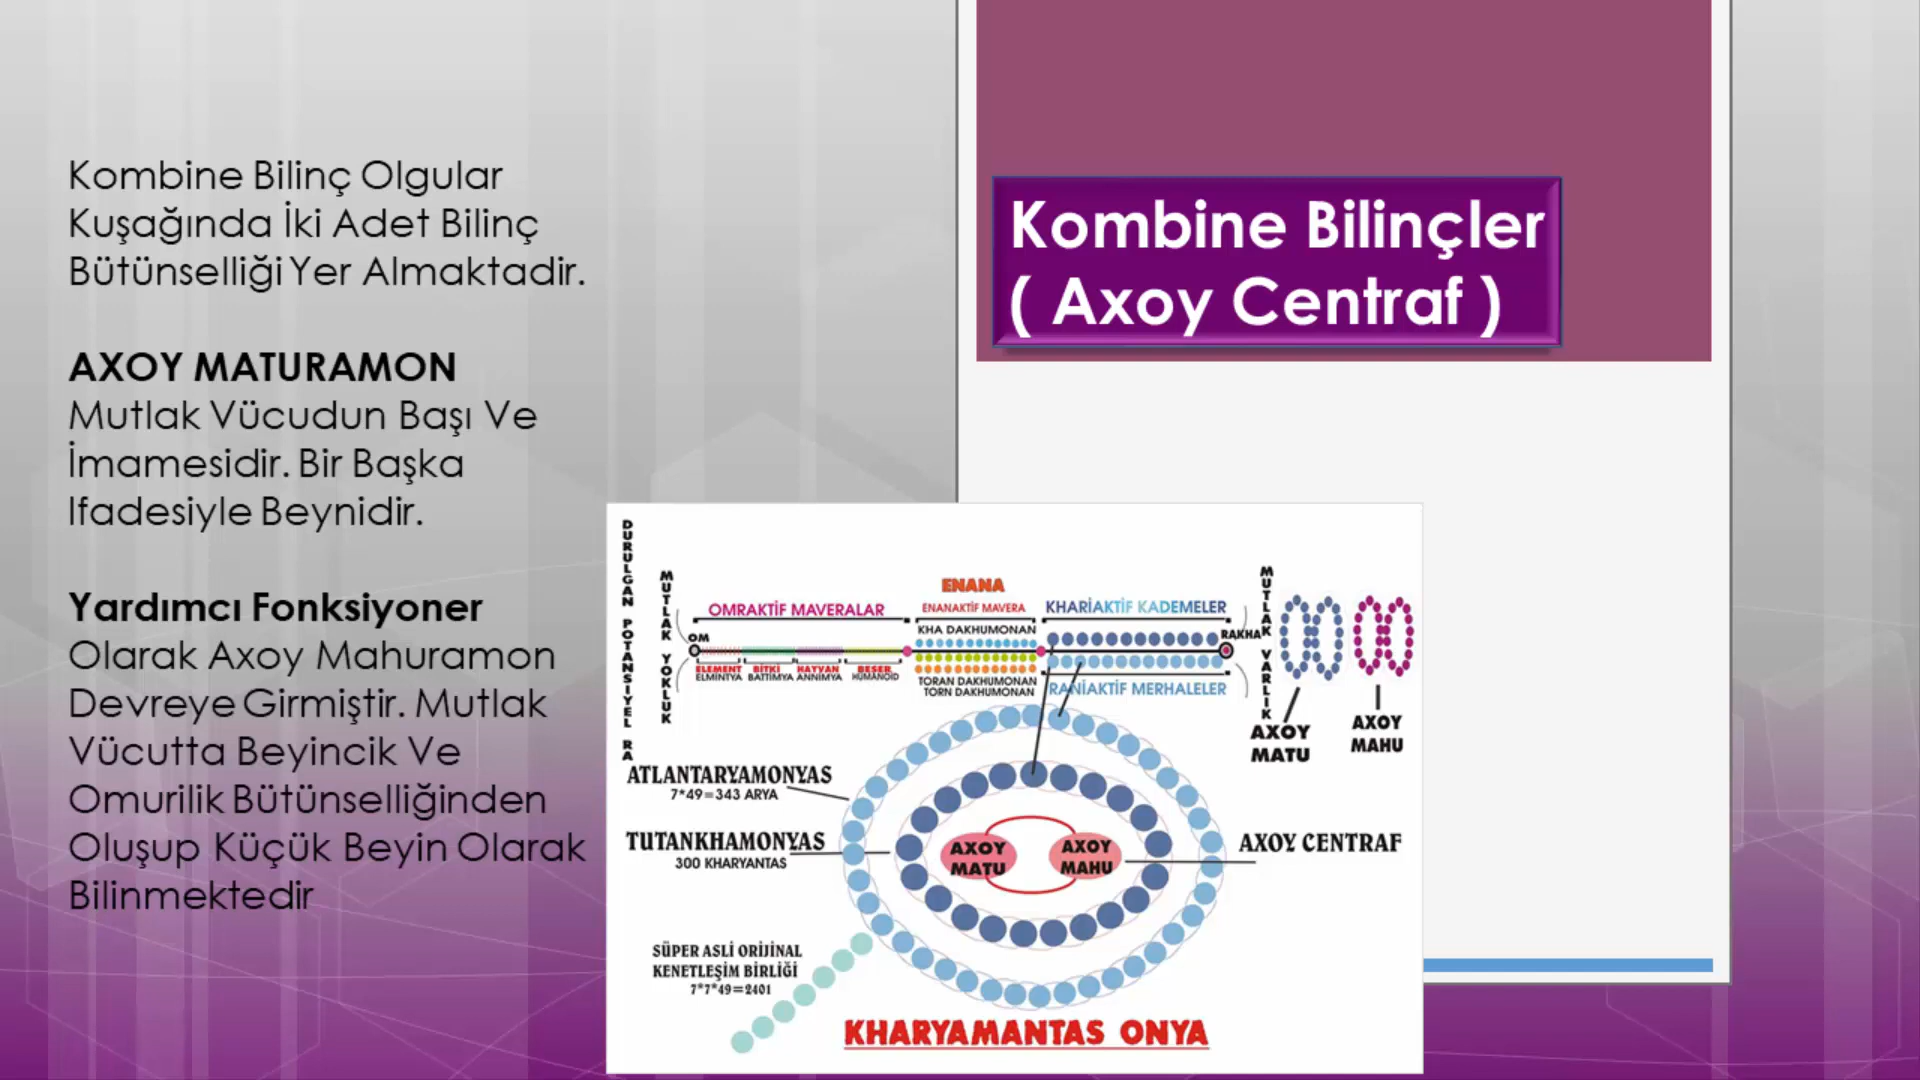 Kombine Bilinç Olgular
Kuşağında İki Adet Bilinç
Bütünselliği Yer Almaktadir.
AXOY MATURAMON
Mutlak Vücudun Başı Ve
İmamesidir. Bir Başka
Ifadesiyle Beynidir.
Yardımcı Fonksiyoner
Olarak Axoy Mahuramon
Devreye Girmiştir. Mutlak
Vücutta Beyincik Ve
Omurilik Bütünselliğinden
Oluşup Küçük Beyin Olarak
Bilinmektedir
Kombine Bilinçler
( Axoy Centraf )
DURULGAN POTANSIYEL RA
MUTLAK YOKLUK
OM
OMRAKTİF MAVERALAR
ELEMENT
ELMINTYA
BİTKİ
BATTIMYA
HAYVAN
ANNIMYA
BEŞER
HÜMANOİD
ENANA
ENANAKTİF MAVERA
KHA DAKHUMONAN
TORAN DAKHUMONAN
TORN DAKHUMONAN
KHARİAKTİF KADEMELER
RAKHA
RANİAKTİF MERHALELER
MUTLAK VARLIK
AXOY
MATU
AXOY
MAHU
ATLANTARYAMONYAS
7*49=343 ARYA
TUTANKHAMONYAS
300 KHARYANTAS
AXOY
MATU
AXOY
MAHU
AXOY CENTRAF
SÜPER ASLİ ORİJİNAL
KENETLEŞİM BİRLİĞİ
7*7*49=2401
KHARYAMANTAS ONYA